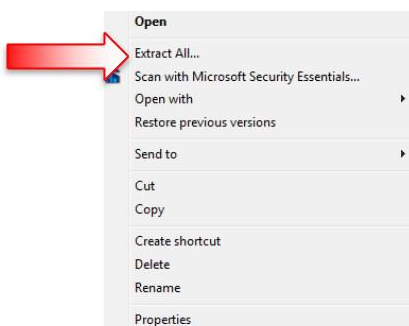 Open
Extract All...
Scan with Microsoft Security Essentials...
Open with
Restore previous versions
Send to
Cut
Copy
Create shortcut
Delete
Rename
Properties